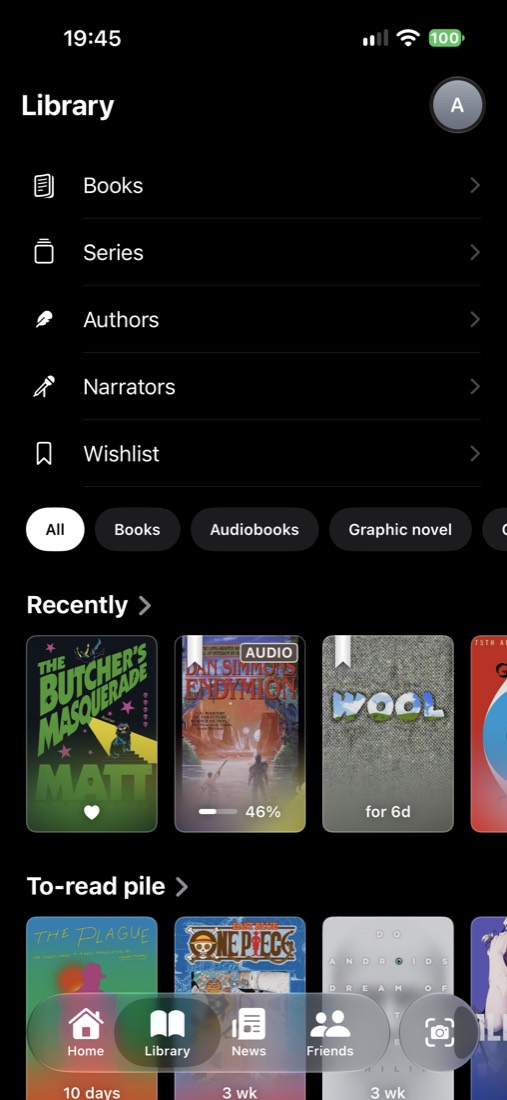 19:45
100
Library
A
Books
Series
Authors
Narrators
Wishlist
All
Books
Audiobooks
Graphic novel
Recently
THE
BUTCHER'S
MASQUERADE
MATT
AUDIO
DAN SIMMONS
ENDYMION
46%
WOOL
for 6d
75TH A
To-read pile
THE PLAGUE
ONE PIECE
DO
ANDROIDS
DREAM OF
Home
Library
News
Friends
10 days
3 wk
3 wk